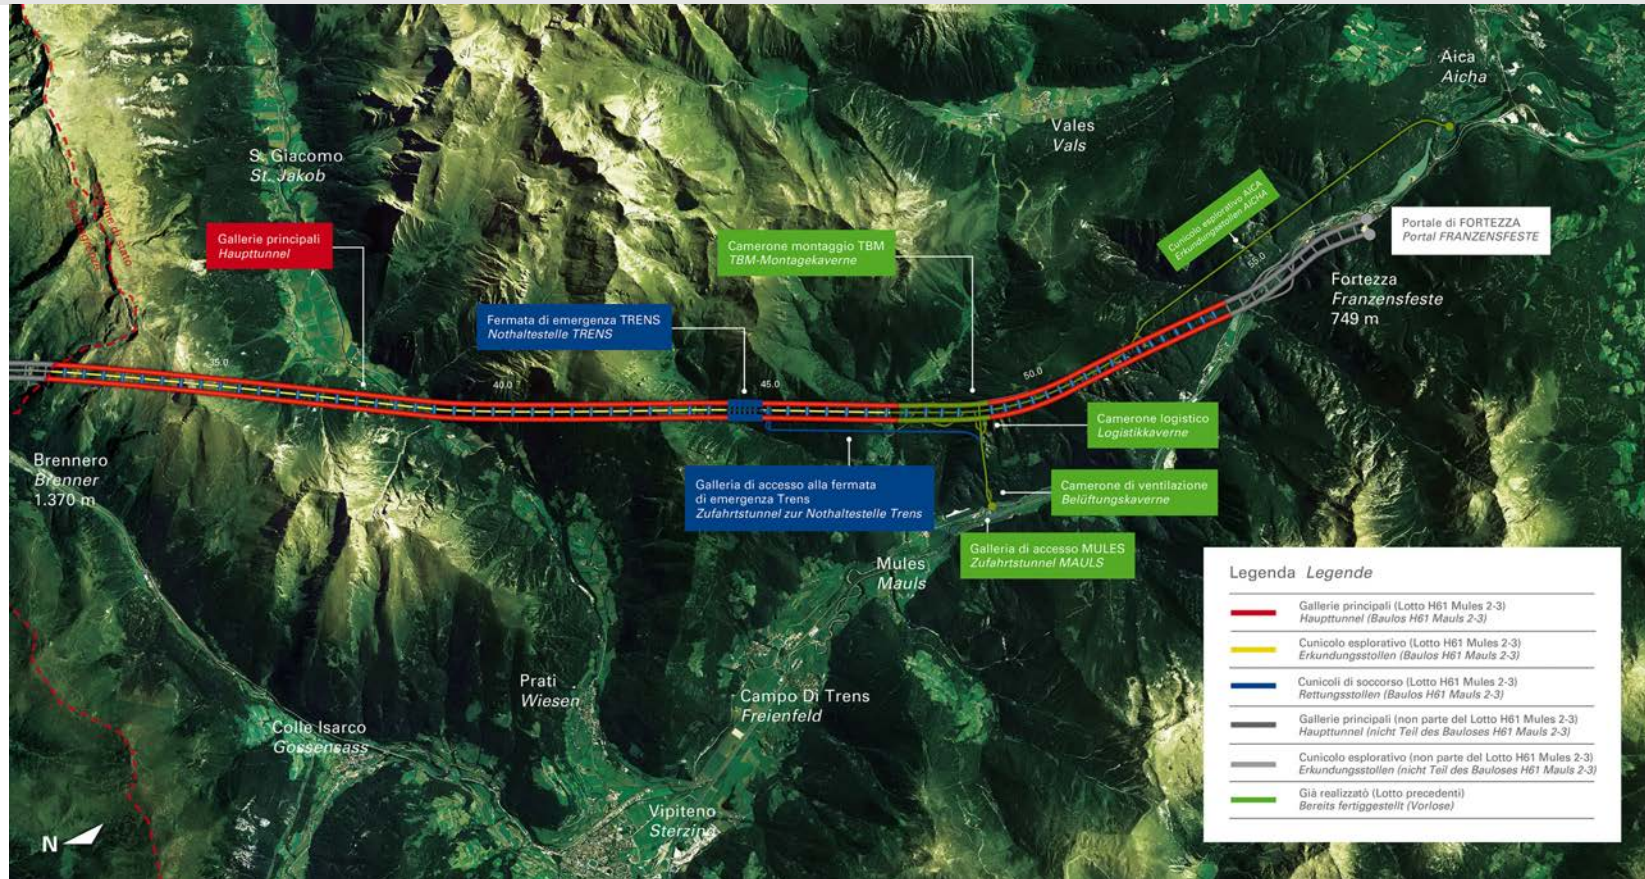 Aica
Aicha
Vales
Vals
S. Giacomo
St. Jakob
Cunicolo esplorativo AICA
Erkundungsstollen AICHA
Portale di FORTEZZA
Portal FRANZENSFESTE
Gallerie principali
Haupttunnel
Camerone montaggio TBM
TBM-Montagekaverne
55.0
Fortezza
Franzensfeste
749 m
Fermata di emergenza TRENS
Nothaltestelle TRENS
35.0
40.0
45.0
50.0
Camerone logistico
Logistikkaverne
Brennero
Brenner
1.370 m
Galleria di accesso alla fermata
di emergenza Trens
Zufahrtstunnel zur Nothaltestelle Trens
Camerone di ventilazione
Belüftungskaverne
Galleria di accesso MULES
Zufahrtstunnel MAULS
Mules
Mauls
Prati
Wiesen
Campo Di Trens
Freienfeld
Colle Isarco
Gossensass
Vipiteno
Sterzing
N
Legenda Legende
Gallerie principali (Lotto H61 Mules 2-3)
Haupttunnel (Baulos H61 Mauls 2-3)
Cunicolo esplorativo (Lotto H61 Mules 2-3)
Erkundungsstollen (Baulos H61 Mauls 2-3)
Cunicoli di soccorso (Lotto H61 Mules 2-3)
Rettungsstollen (Baulos H61 Mauls 2-3)
Gallerie principali (non parte del Lotto H61 Mules 2-3)
Haupttunnel (nicht Teil des Bauloses H61 Mauls 2-3)
Cunicolo esplorativo (non parte del Lotto H61 Mules 2-3)
Erkundungsstollen (nicht Teil des Bauloses H61 Mauls 2-3)
Già realizzatò (Lotto precedenti)
Bereits fertiggestellt (Vorlose)